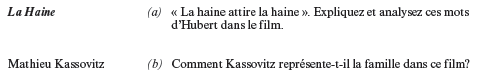 La Haine (a) « La haine attire la haine ». Expliquez et analysez ces mots
d’Hubert dans le film.
Mathieu Kassovitz (b) Comment Kassovitz représente-t-il la famille dans ce film?